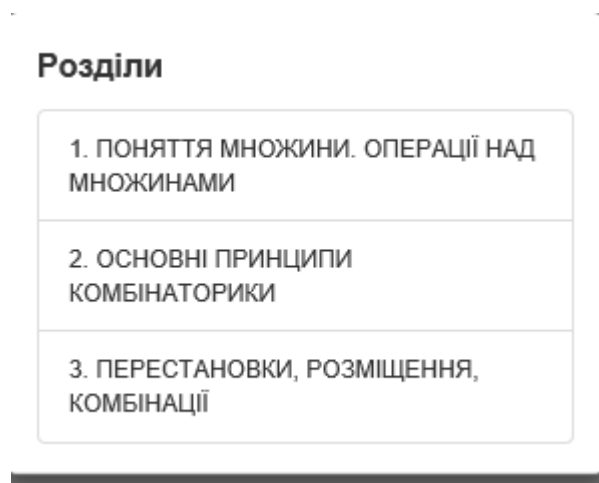 Розділи
1. ПОНЯТТЯ МНОЖИНИ. ОПЕРАЦІЇ НАД
МНОЖИНАМИ
2. ОСНОВНІ ПРИНЦИПИ
КОМБІНАТОРИКИ
3. ПЕРЕСТАНОВКИ, РОЗМІЩЕННЯ,
КОМБІНАЦІЇ